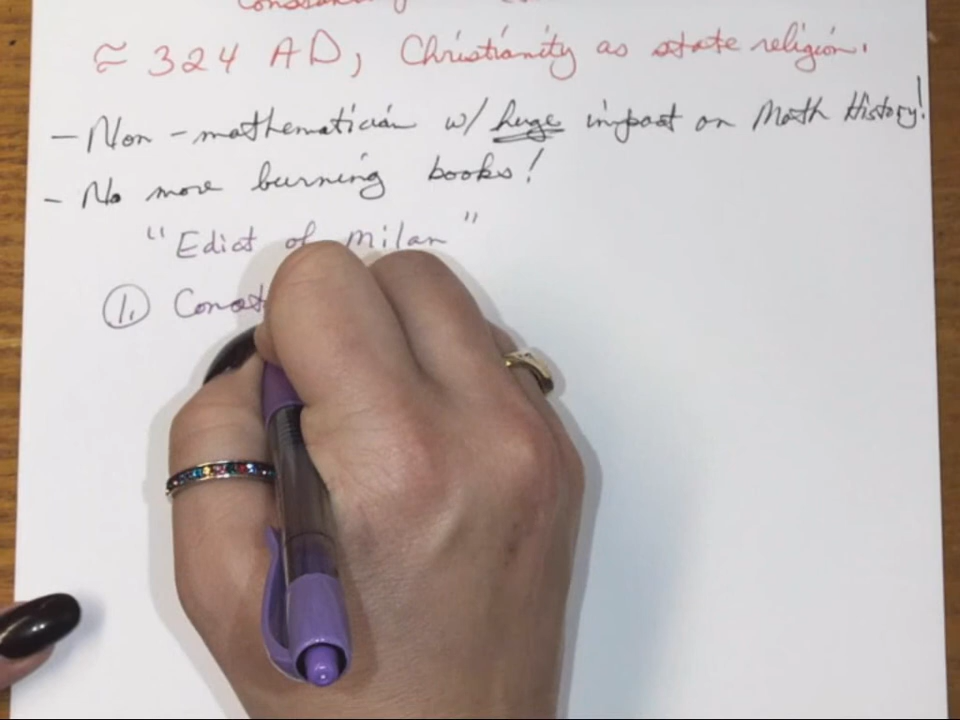 ≈ 324 AD, Christianity as state religion.
- Non-mathematician w/ huge impact on Math History!
- No more burning books!
"Edict of Milan"
① Const